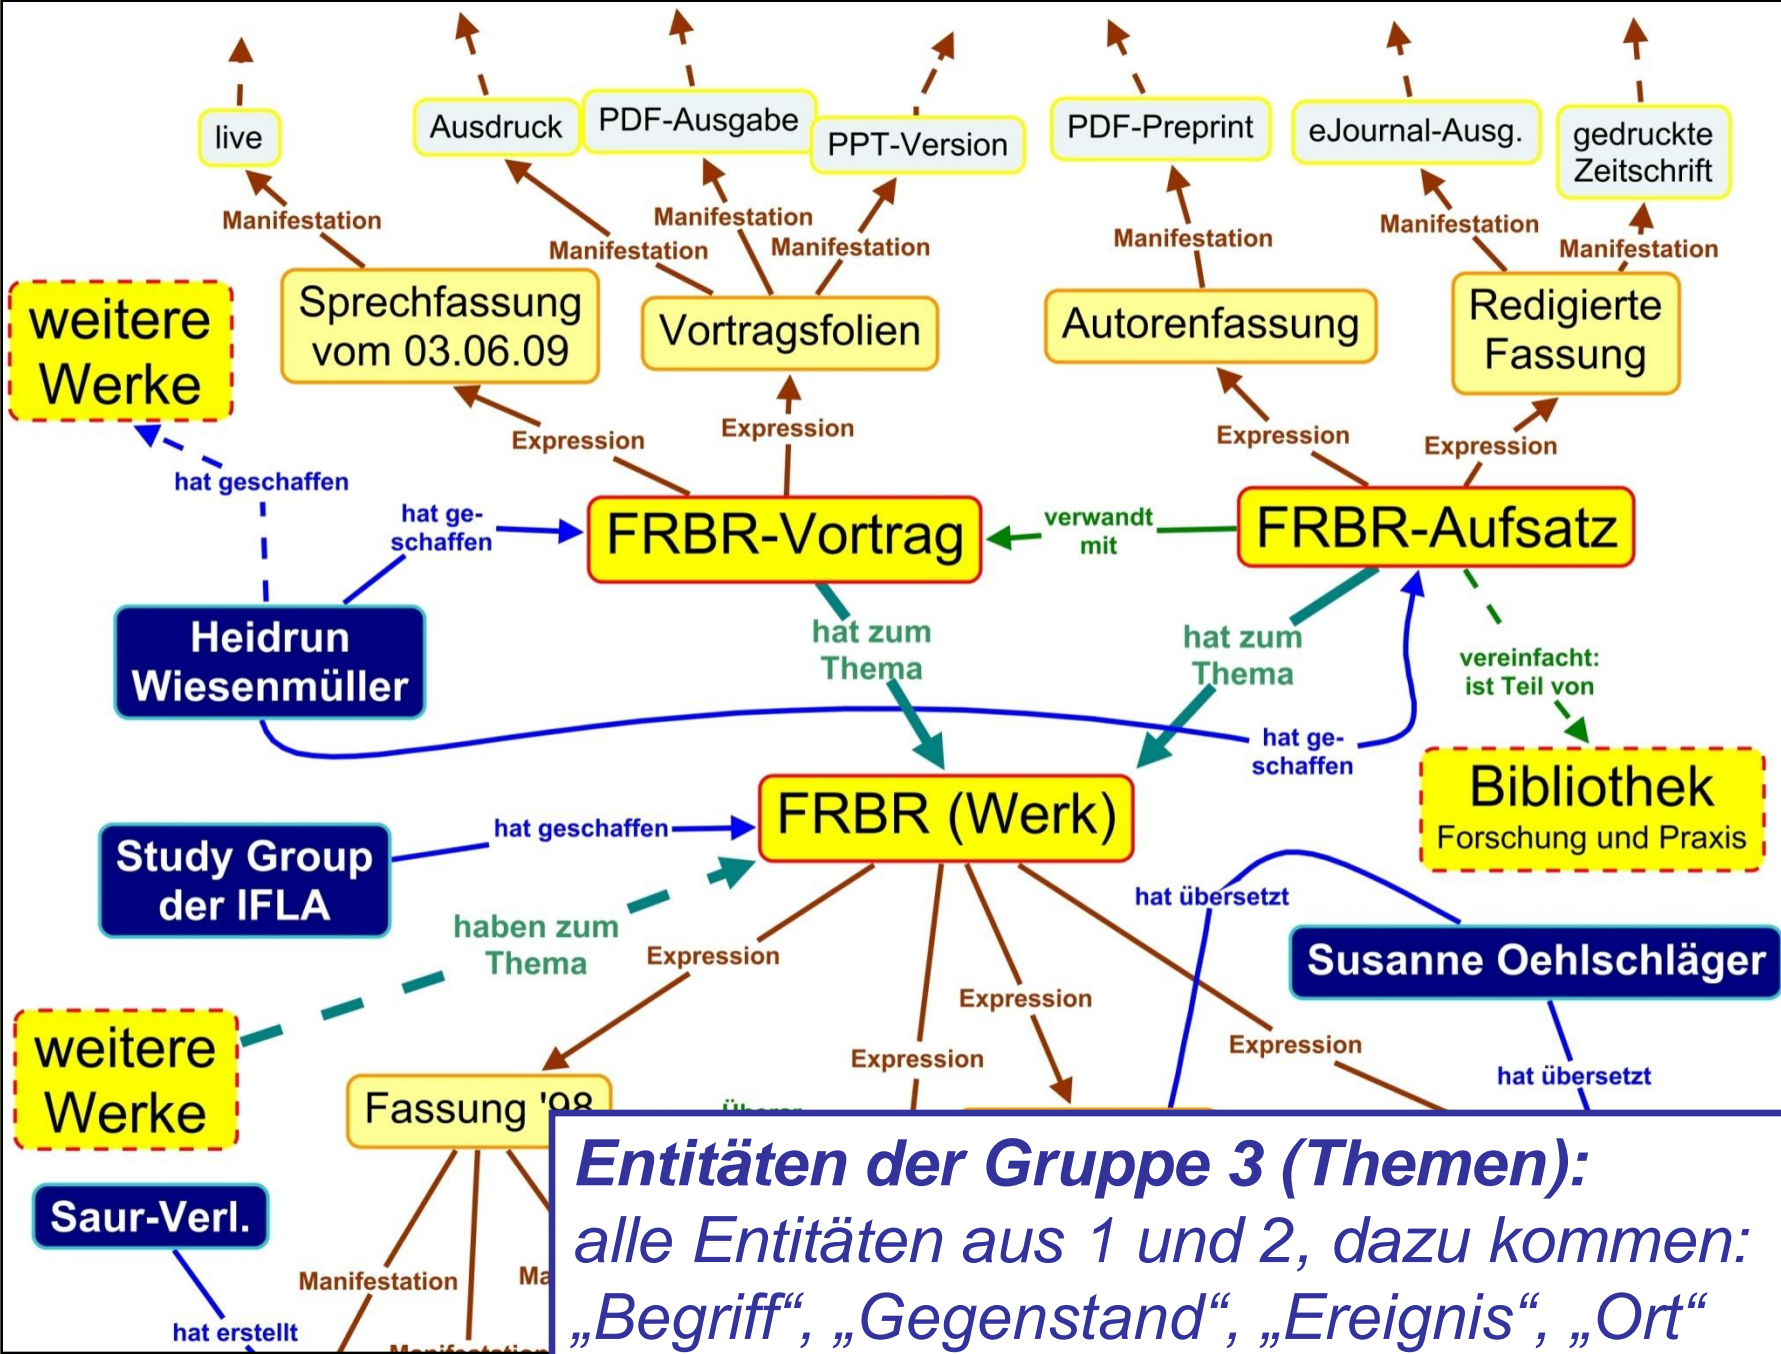 live
Ausdruck
PDF-Ausgabe
PPT-Version
PDF-Preprint
eJournal-Ausg.
gedruckte
Zeitschrift
Manifestation
Manifestation
Manifestation
Manifestation
Manifestation
Manifestation
Manifestation
weitere
Werke
Sprechfassung
vom 03.06.09
Vortragsfolien
Autorenfassung
Redigierte
Fassung
Expression
Expression
Expression
Expression
hat geschaffen
hat ge-
schaffen
FRBR-Vortrag
verwandt
mit
FRBR-Aufsatz
Heidrun
Wiesenmüller
hat zum
Thema
hat zum
Thema
vereinfacht:
ist Teil von
hat ge-
schaffen
Bibliothek
Forschung und Praxis
FRBR (Werk)
hat geschaffen
Study Group
der IFLA
haben zum
Thema
hat übersetzt
Susanne Oehlschläger
Expression
Expression
Expression
Expression
hat übersetzt
weitere
Werke
Fassung '98
Saur-Verl.
Manifestation
hat erstellt
Manifestation
Entitäten der Gruppe 3 (Themen):
alle Entitäten aus 1 und 2, dazu kommen:
„Begriff“, „Gegenstand“, „Ereignis“, „Ort“